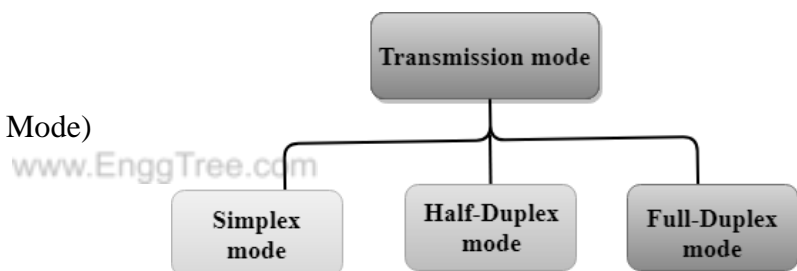 Transmission mode
Mode)
www.EnggTree.com
Simplex
mode
Half-Duplex
mode
Full-Duplex
mode